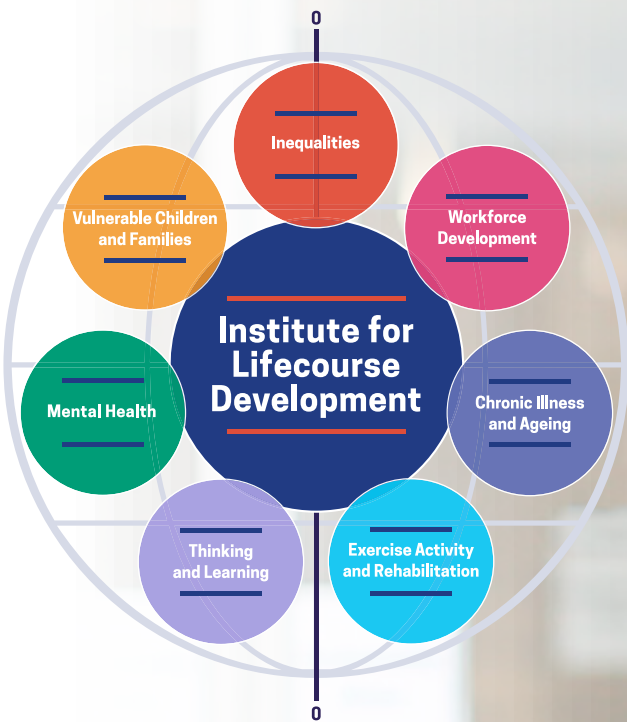 0
Inequalities
Vulnerable Children
and Families
Workforce
Development
Institute for
Lifecourse
Development
Mental Health
Chronic Illness
and Ageing
Thinking
and Learning
Exercise Activity
and Rehabilitation
0